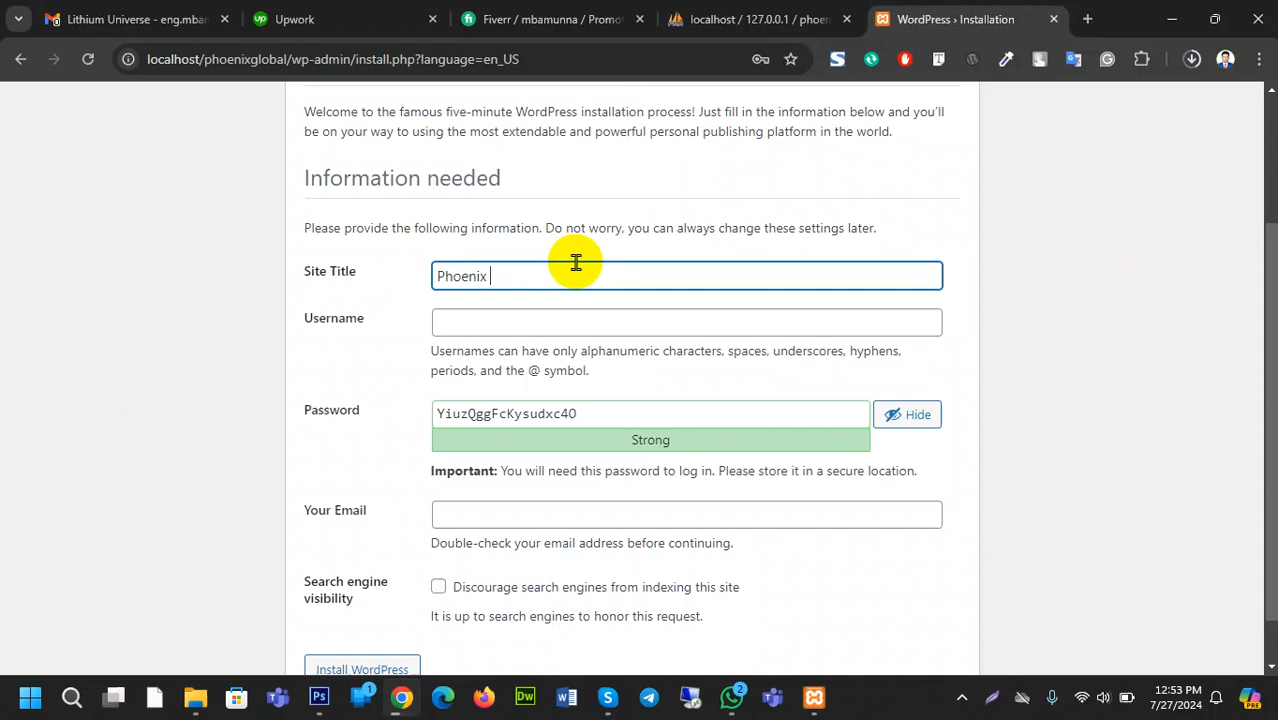 Lithium Universe - eng.mban
Upwork
Fiverr / mbamunna / Promo
localhost / 127.0.0.1 / phoen
WordPress › Installation
localhost/phoenixglobal/wp-admin/install.php?language=en_US
Welcome to the famous five-minute WordPress installation process! Just fill in the information below and you'll
be on your way to using the most extendable and powerful personal publishing platform in the world.
Information needed
Please provide the following information. Do not worry, you can always change these settings later.
Site Title
Phoenix
Username
Usernames can have only alphanumeric characters, spaces, underscores, hyphens,
periods, and the @ symbol.
Password
YiuzQggFcKysudxc4O
Hide
Strong
Important: You will need this password to log in. Please store it in a secure location.
Your Email
Double-check your email address before continuing.
Search engine
visibility
Discourage search engines from indexing this site
It is up to search engines to honor this request.
Install WordPress
12:53 PM
7/27/2024